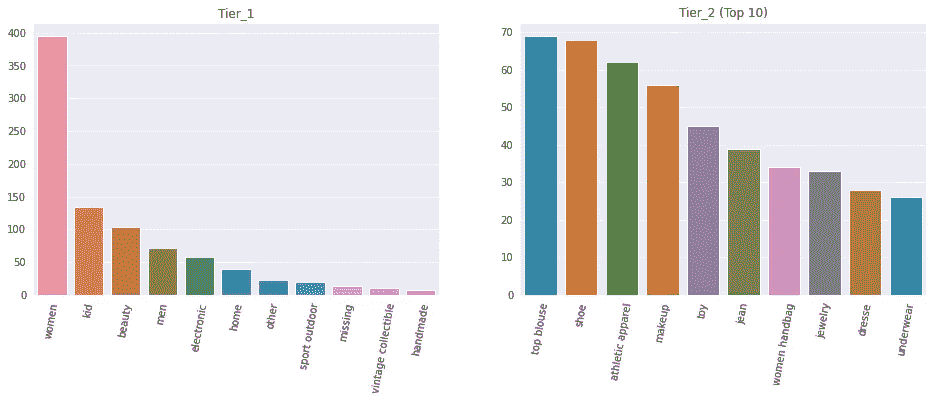 Tier_1
400
350
300
250
200
150
100
50
0
women
kid
beauty
men
electronic
home
other
sport outdoor
missing
vintage collectible
handmade
Tier_2 (Top 10)
70
60
50
40
30
20
10
0
top blouse
shoe
athletic apparel
makeup
toy
jean
women handbag
jewelry
dresse
underwear